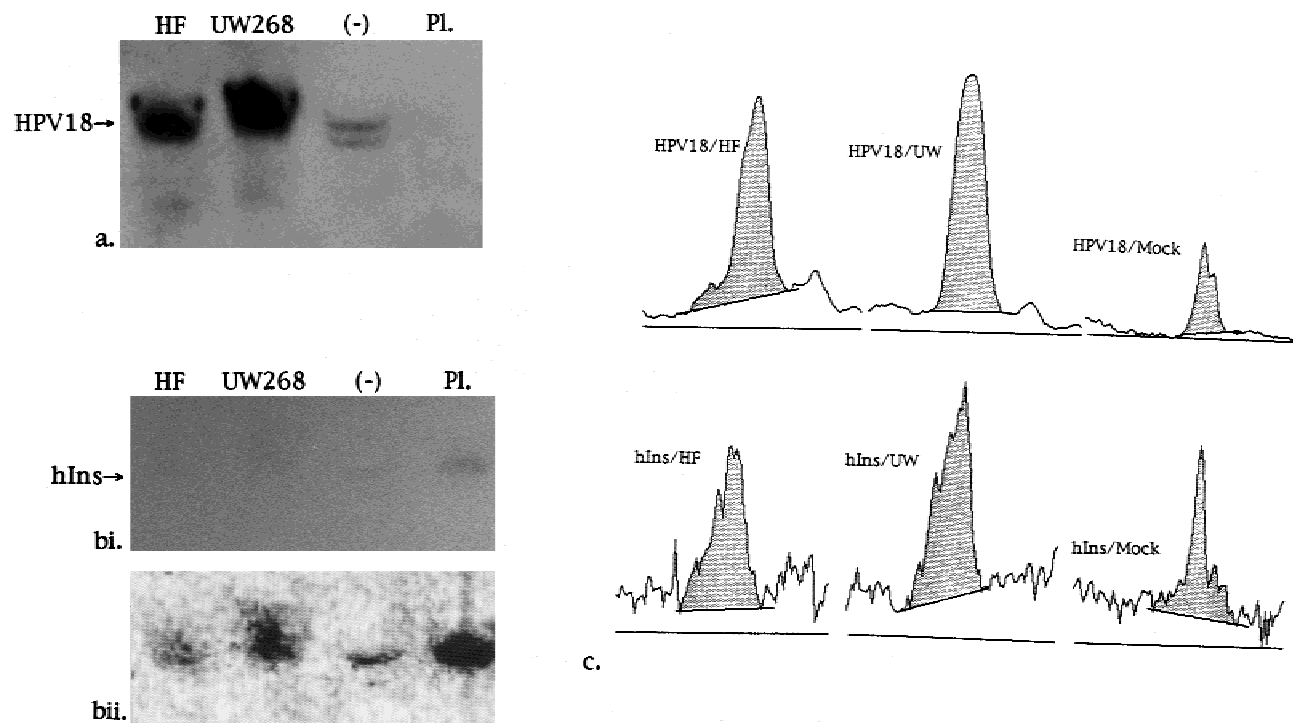 HF UW268 (-) Pl.
HPV18→
a.
HF UW268 (-) Pl.
hIns→
bi.
bii.
HPV18/HF
HPV18/UW
HPV18/Mock
hIns/HF
hIns/UW
hIns/Mock
c.